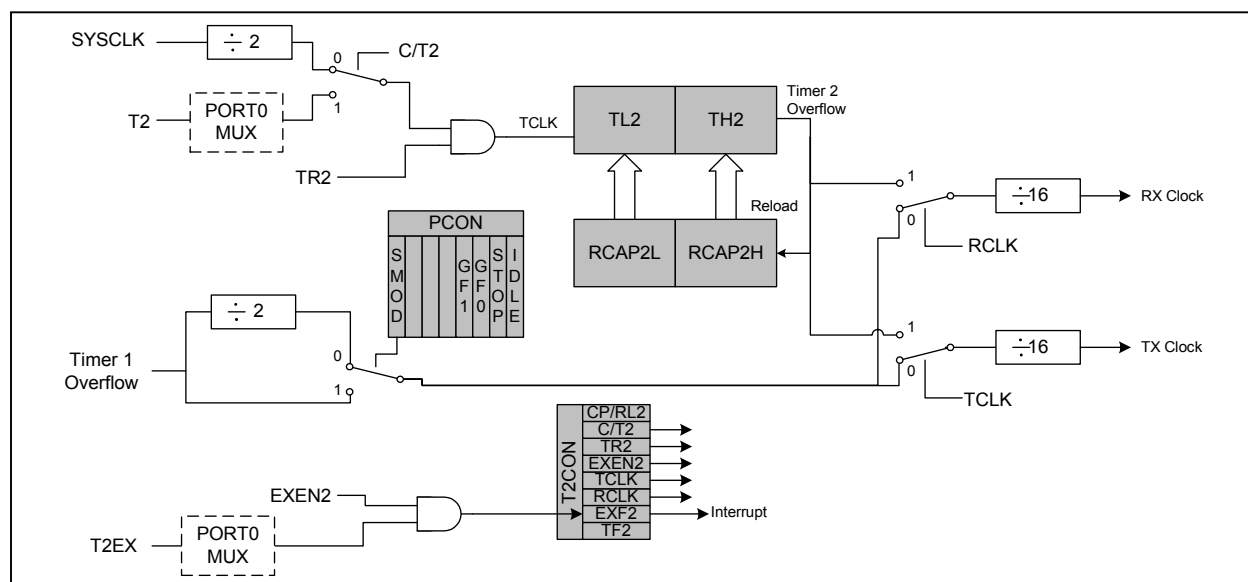 SYSCLK
÷ 2
0
C/T2
1
T2
PORT0
MUX
TR2
TCLK
TL2
TH2
Timer 2
Overflow
Reload
RCAP2L
RCAP2H
1
0
÷16
RX Clock
RCLK
PCON
SMOD
GF1
GF0
STOP
IDLE
÷ 2
Timer 1
Overflow
0
1
1
0
÷16
TX Clock
TCLK
T2CON
CP/RL2
C/T2
TR2
EXEN2
TCLK
RCLK
EXF2
TF2
Interrupt
EXEN2
T2EX
PORT0
MUX